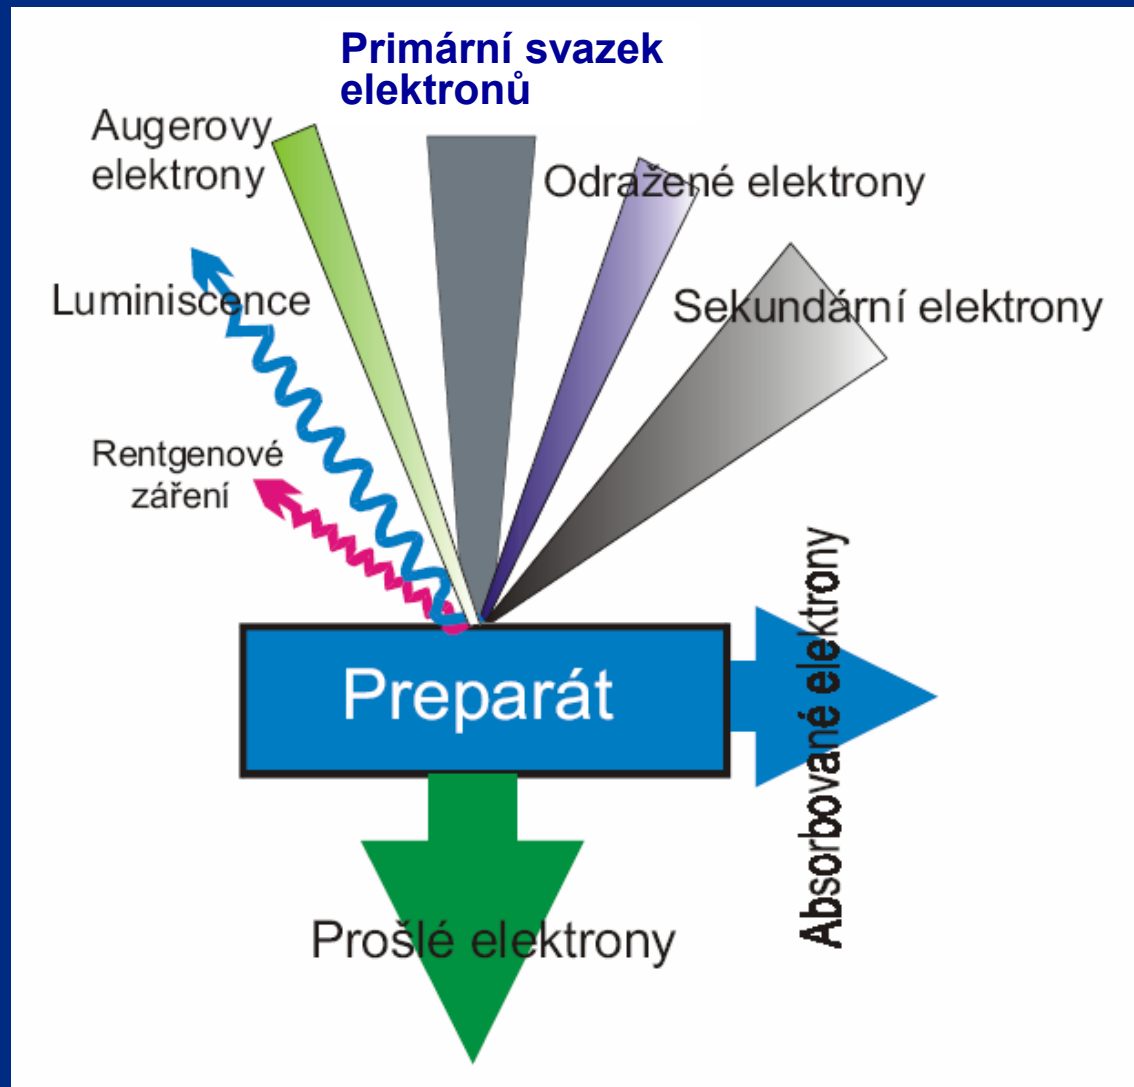 Primární svazek
elektronů
Augerovy
elektrony
Odražené elektrony
Luminiscence
Sekundární elektrony
Rentgenové
záření
Absorbované elektrony
Preparát
Prošlé elektrony